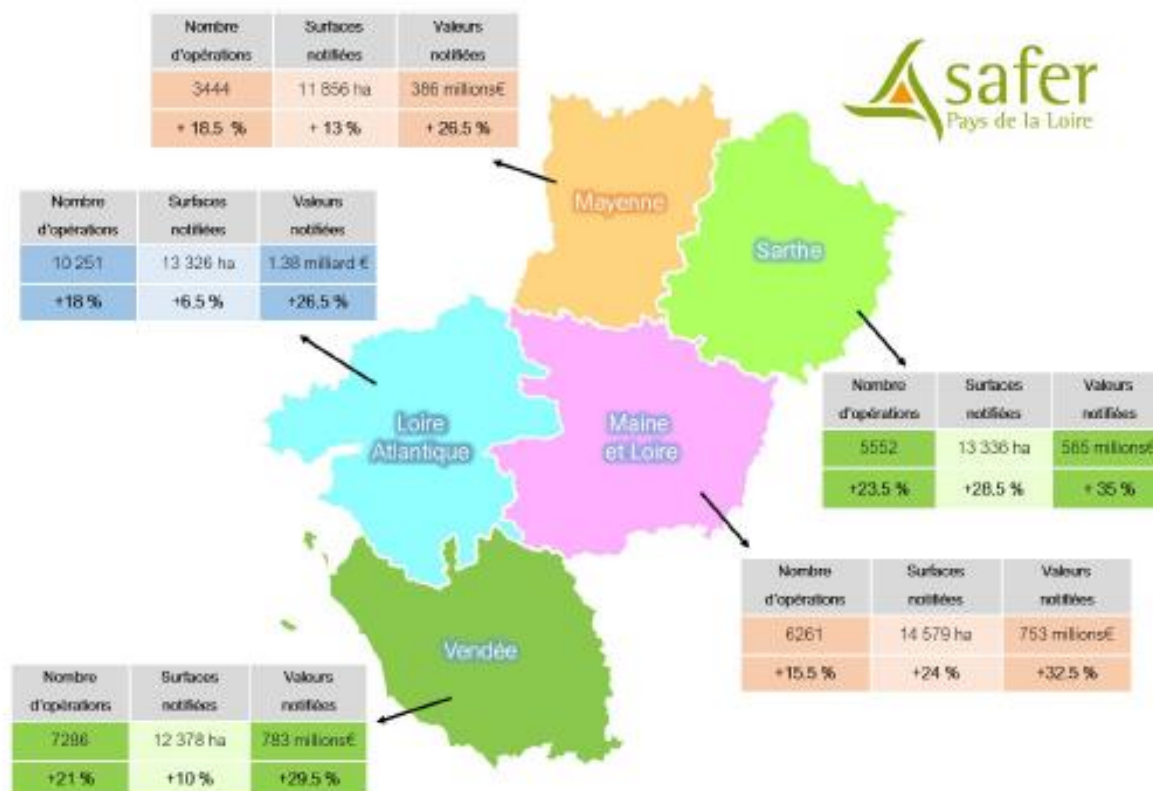 Nombre d'opérations Surfaces notifiées Valeurs notifiées
3444 11 856 ha 386 millions€
+ 18.5 % + 13 % + 26.5 %
safer
Pays de la Loire
Mayenne
Sarthe
Nombre d'opérations Surfaces notifiées Valeurs notifiées
10 251 13 326 ha 1.38 milliard €
+18 % +6.5 % +26.5 %
Loire
Atlantique
Maine
et Loire
Nombre d'opérations Surfaces notifiées Valeurs notifiées
5552 13 336 ha 565 millions€
+23.5 % +28.5 % + 35 %
Nombre d'opérations Surfaces notifiées Valeurs notifiées
6261 14 579 ha 753 millions€
+15.5 % +24 % +32.5 %
Vendée
Nombre d'opérations Surfaces notifiées Valeurs notifiées
7286 12 378 ha 783 millions€
+21 % +10 % +29.5 %